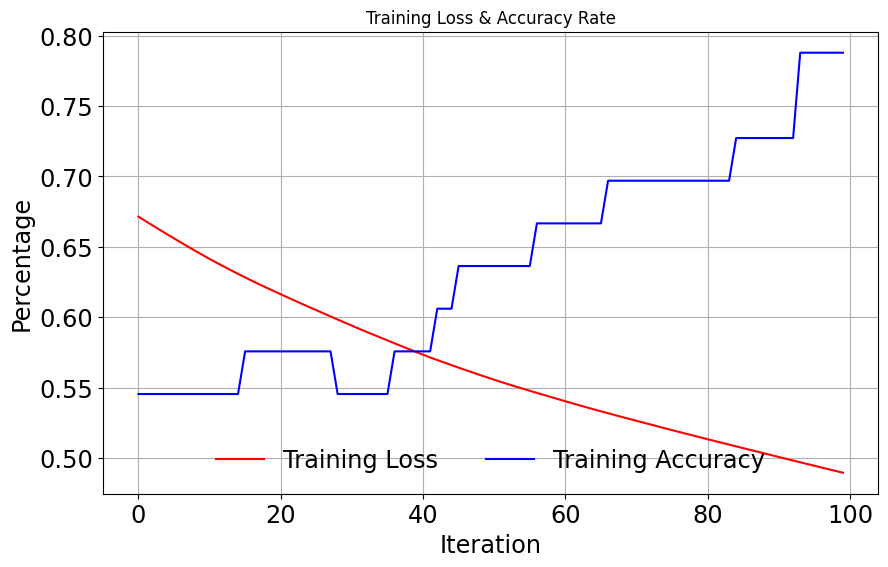 Training Loss & Accuracy Rate
Percentage
0.80
0.75
0.70
0.65
0.60
0.55
0.50
Training Loss
Training Accuracy
0 20 40 60 80 100
Iteration